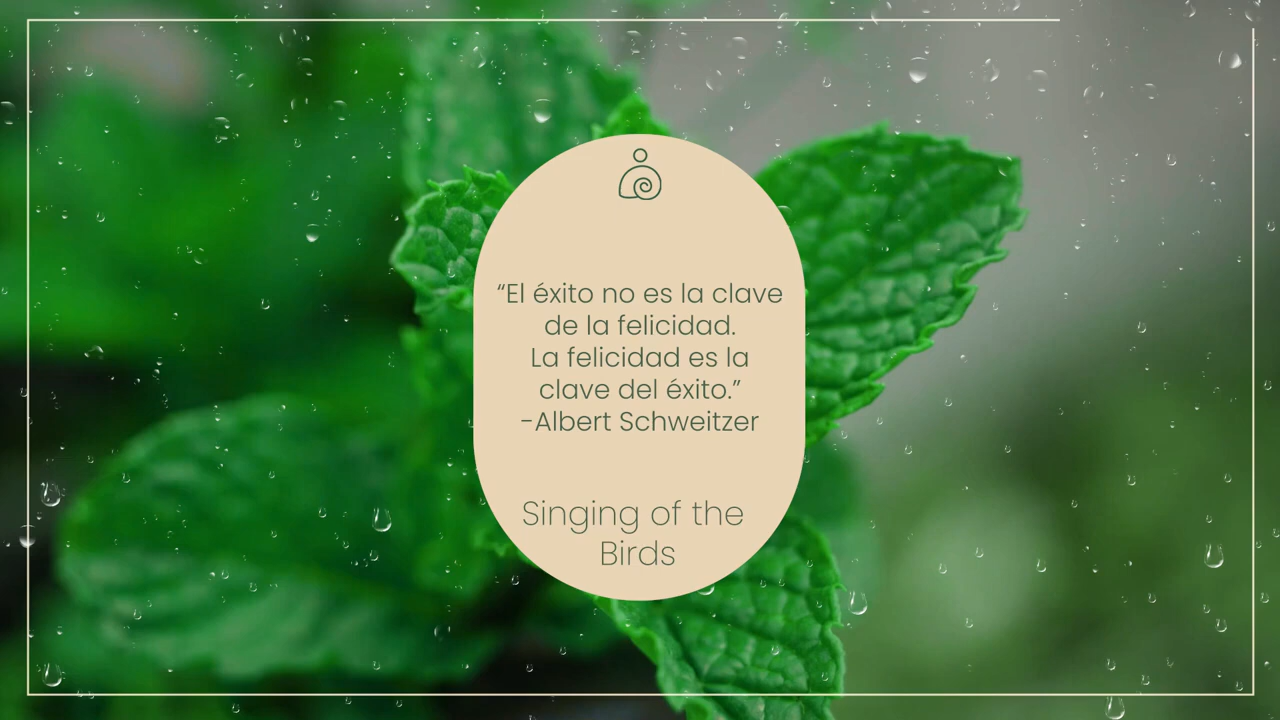 “El éxito no es la clave
de la felicidad.
La felicidad es la
clave del éxito.”
-Albert Schweitzer
Singing of the
Birds